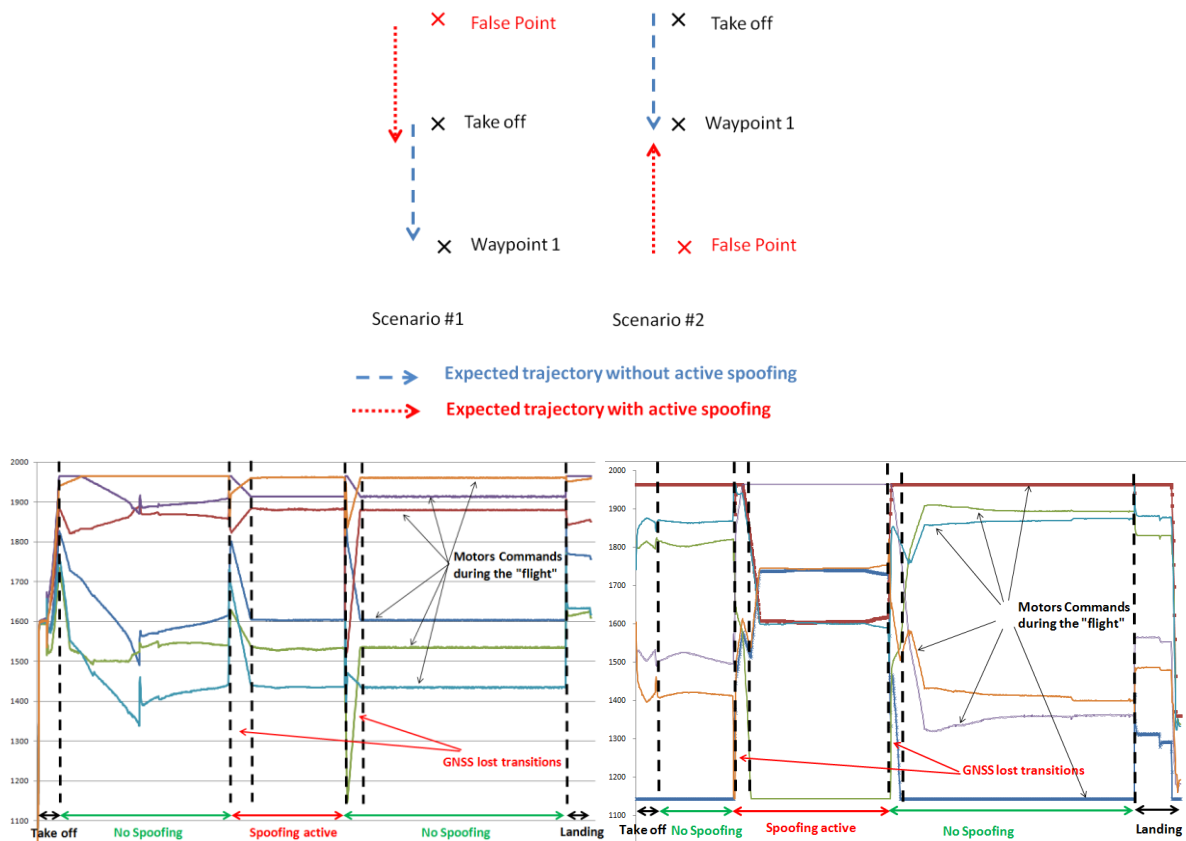 False Point
Take off
Take off
Waypoint 1
Waypoint 1
False Point
Scenario #1
Scenario #2
Expected trajectory without active spoofing
Expected trajectory with active spoofing
2000
1900
1800
1700
1600
1500
1400
1300
1200
1100
Motors Commands
during the "flight"
GNSS lost transitions
Take off
No Spoofing
Spoofing active
No Spoofing
Landing
2000
1900
1800
1700
1600
1500
1400
1300
1200
1100
Motors Commands
during the "flight"
GNSS lost transitions
Take off
No Spoofing
Spoofing active
No Spoofing
Landing